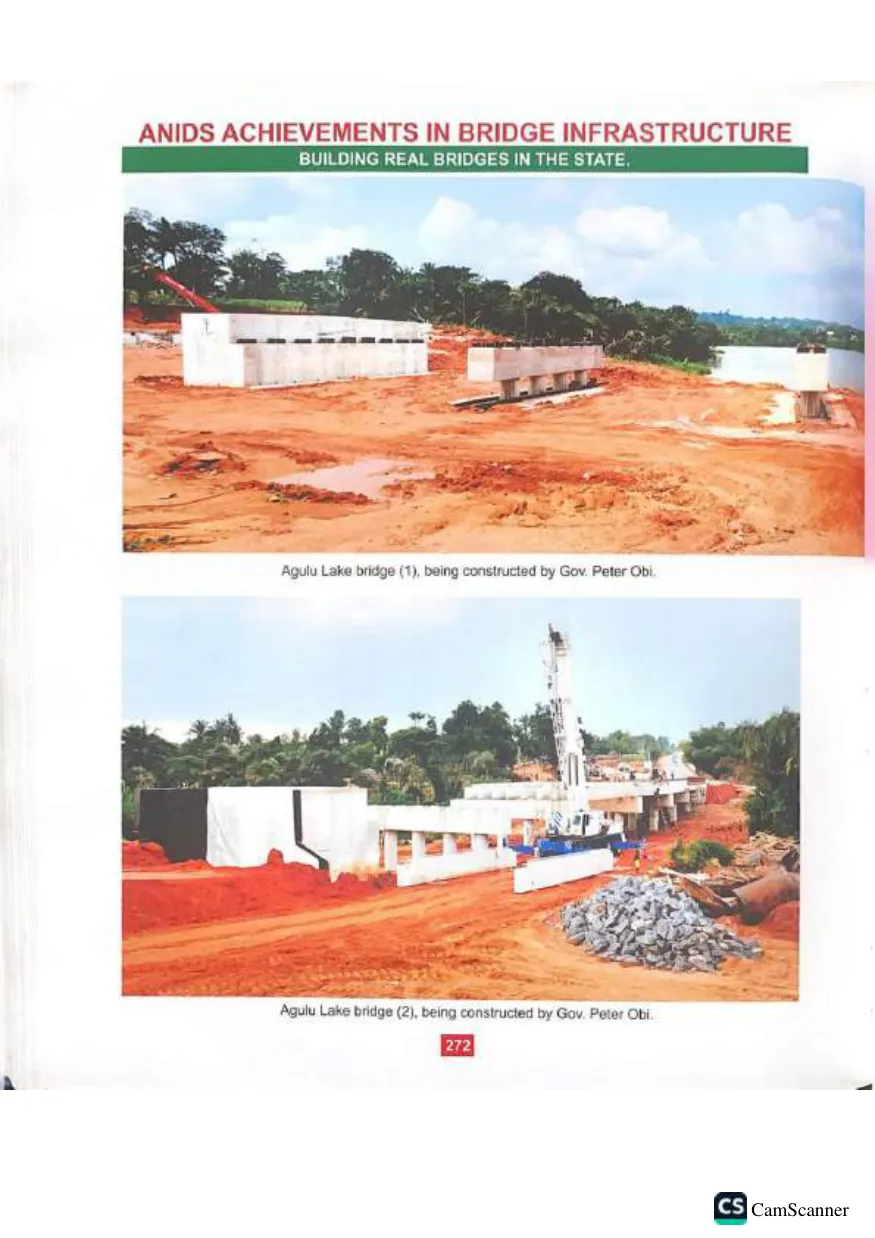 ANIDS ACHIEVEMENTS IN BRIDGE INFRASTRUCTURE
BUILDING REAL BRIDGES IN THE STATE.
Agulu Lake bridge (1), being constructed by Gov. Peter Obi.
Agulu Lake bridge (2), being constructed by Gov. Peter Obi.
272
CS CamScanner